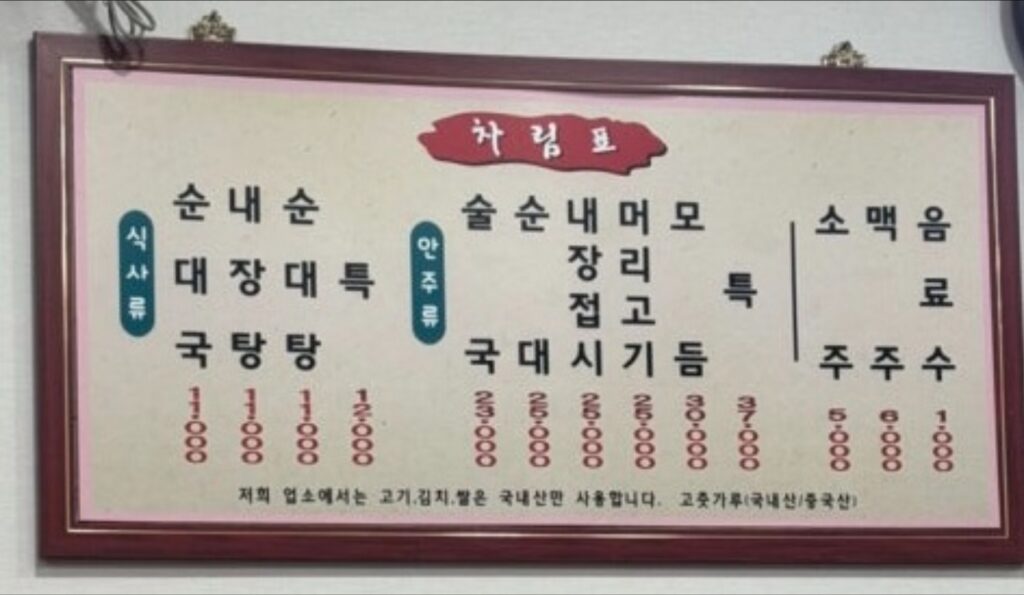 차림표
식사류
순대국 11.000
내장탕 11.000
순대탕 11.000
특 12.000
안주류
술국 23.000
순대 25.000
내장접시 25.000
머리고기 25.000
모듬 30.000
특 37.000
소주 5.000
맥주 6.000
음료수 1.000
저희 업소에서는 고기,김치,쌀은 국내산만 사용합니다. 고춧가루(국내산/중국산)